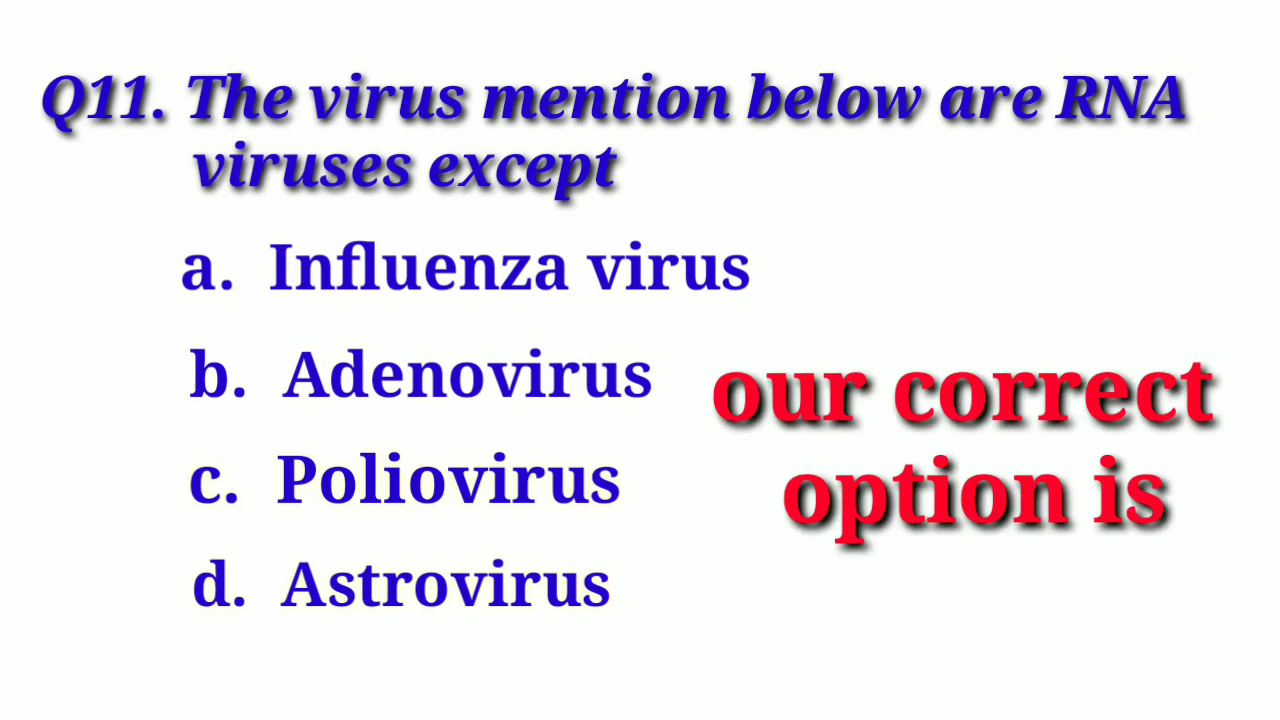 Q11. The virus mention below are RNA
viruses except
a. Influenza virus
b. Adenovirus
c. Poliovirus
d. Astrovirus
our correct
option is